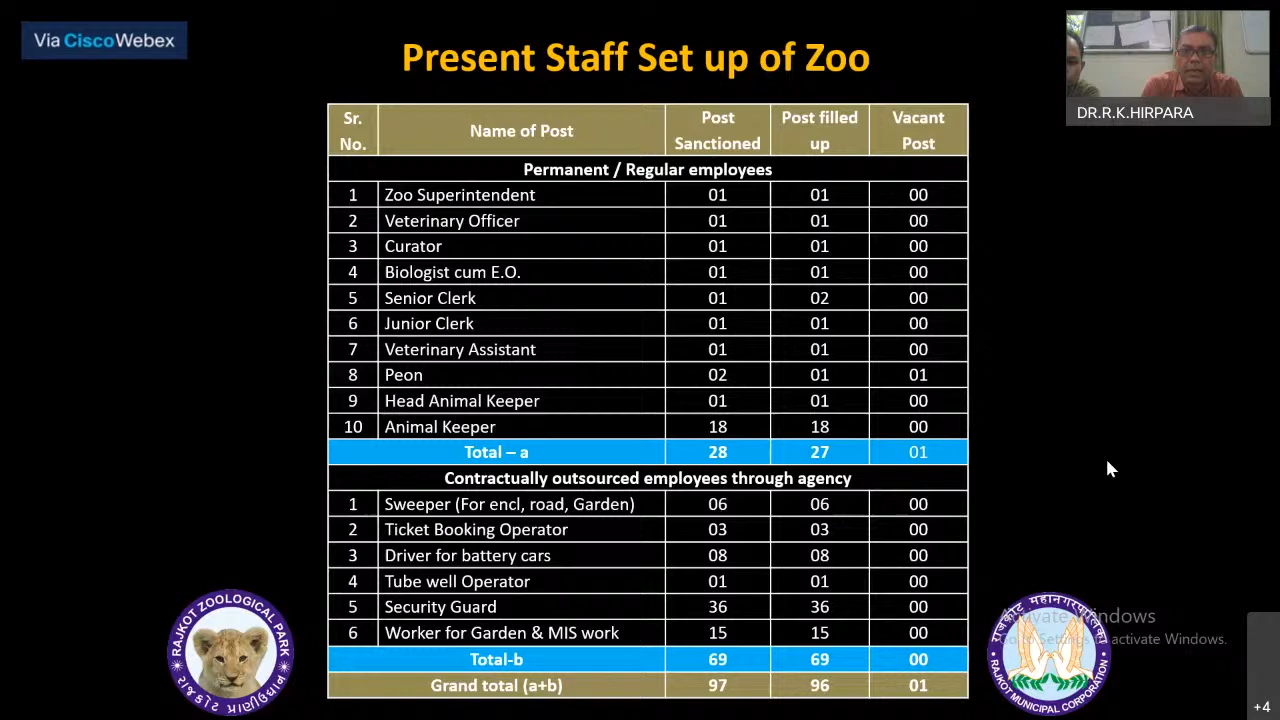 Via CiscoWebex
Present Staff Set up of Zoo
DR.R.K.HIRPARA
Sr. No. Name of Post Post Sanctioned Post filled up Vacant Post
Permanent / Regular employees
1 Zoo Superintendent 01 01 00
2 Veterinary Officer 01 01 00
3 Curator 01 01 00
4 Biologist cum E.O. 01 01 00
5 Senior Clerk 01 02 00
6 Junior Clerk 01 01 00
7 Veterinary Assistant 01 01 00
8 Peon 02 01 01
9 Head Animal Keeper 01 01 00
10 Animal Keeper 18 18 00
Total – a 28 27 01
Contractually outsourced employees through agency
1 Sweeper (For encl, road, Garden) 06 06 00
2 Ticket Booking Operator 03 03 00
3 Driver for battery cars 08 08 00
4 Tube well Operator 01 01 00
5 Security Guard 36 36 00
6 Worker for Garden & MIS work 15 15 00
Total-b 69 69 00
Grand total (a+b) 97 96 01
RAJKOT ZOOLOGICAL PARK
RAJKOT MUNICIPAL CORPORATION
Activate Windows
Go to Settings to activate Windows.
+4